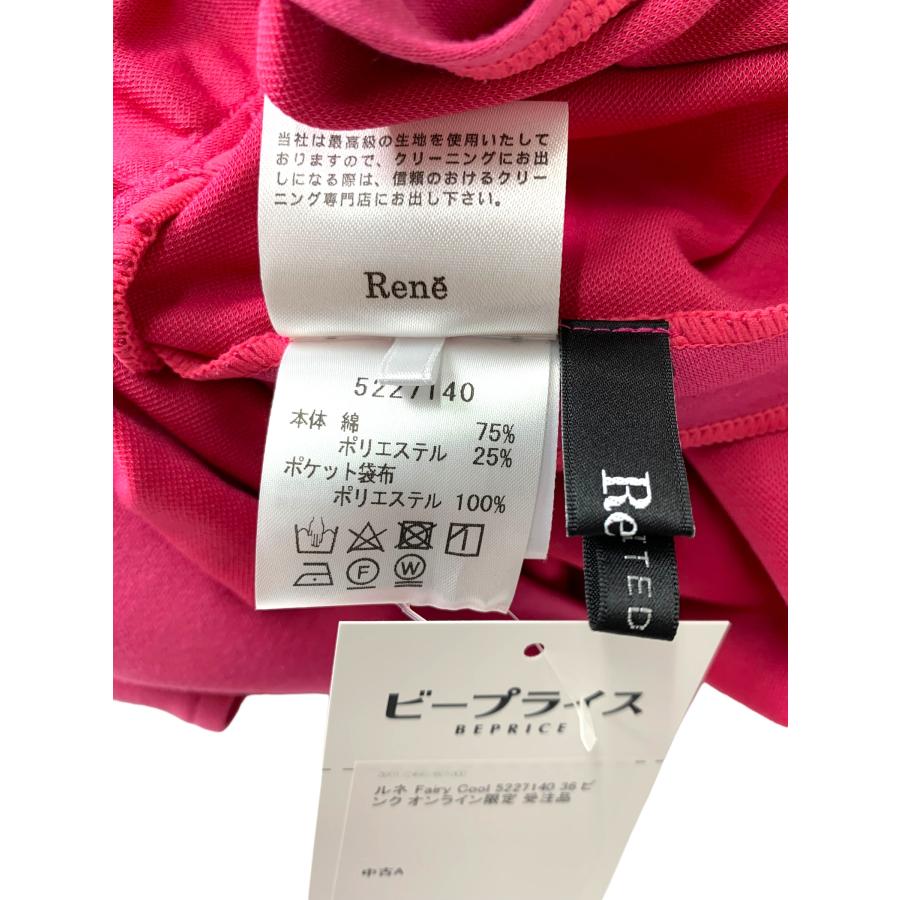 当社は最高級の生地を使用いたして
おりますので、クリーニングにお出
しになる際は、信頼のおけるクリー
ニング専門店にお出し下さい。
Renĕ
5227140
本体 綿 75%
ポリエステル 25%
ポケット袋布
ポリエステル 100%
F W
Re
ITED
ビープライス
BEPRICE
ルネ Fairy Cool 5227140 36 ピ
ンク オンライン限定 受注品
中古A